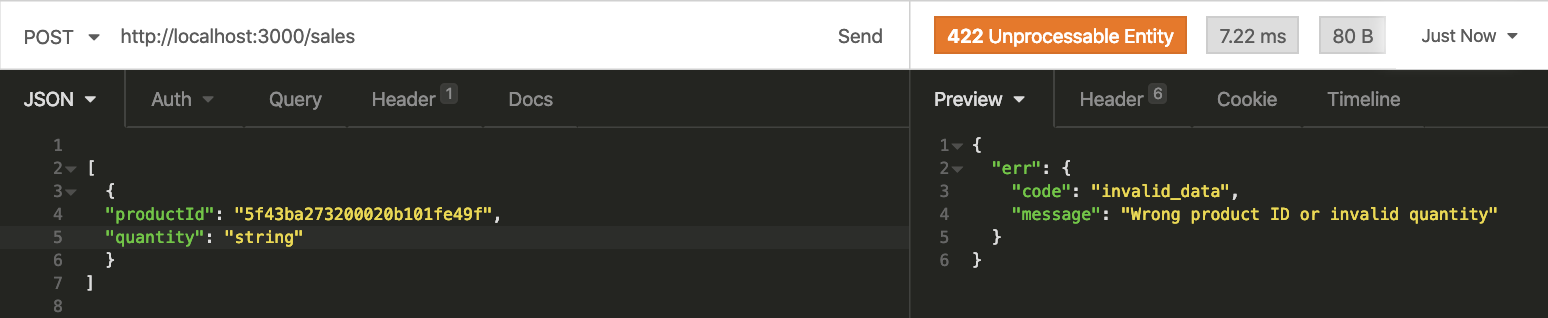 POST http://localhost:3000/sales Send 422 Unprocessable Entity 7.22 ms 80 B Just Now
JSON Auth Query Header 1 Docs
1
2 [
3 {
4 "productId": "5f43ba273200020b101fe49f",
5 "quantity": "string"
6 }
7 ]
8
Preview Header 6 Cookie Timeline
1 {
2 "err": {
3 "code": "invalid_data",
4 "message": "Wrong product ID or invalid quantity"
5 }
6 }